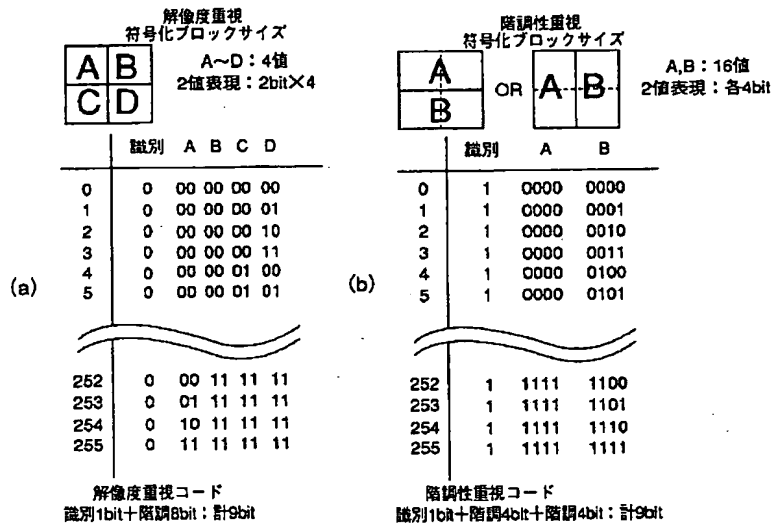 解像度重視
符号化ブロックサイズ
A B
C D
A～D：4値
2値表現：2bit×4
識別 A B C D
0 0 00 00 00 00
1 0 00 00 00 01
2 0 00 00 00 10
3 0 00 00 00 11
4 0 00 00 01 00
5 0 00 00 01 01
(a)
252 0 00 11 11 11
253 0 01 11 11 11
254 0 10 11 11 11
255 0 11 11 11 11
解像度重視コード
識別1bit＋階調8bit：計9bit
階調性重視
符号化ブロックサイズ
A
B
OR
A B
A,B：16値
2値表現：各4bit
識別 A B
0 1 0000 0000
1 1 0000 0001
2 1 0000 0010
3 1 0000 0011
4 1 0000 0100
5 1 0000 0101
(b)
252 1 1111 1100
253 1 1111 1101
254 1 1111 1110
255 1 1111 1111
階調性重視コード
識別1bit＋階調4bit＋階調4bit：計9bit